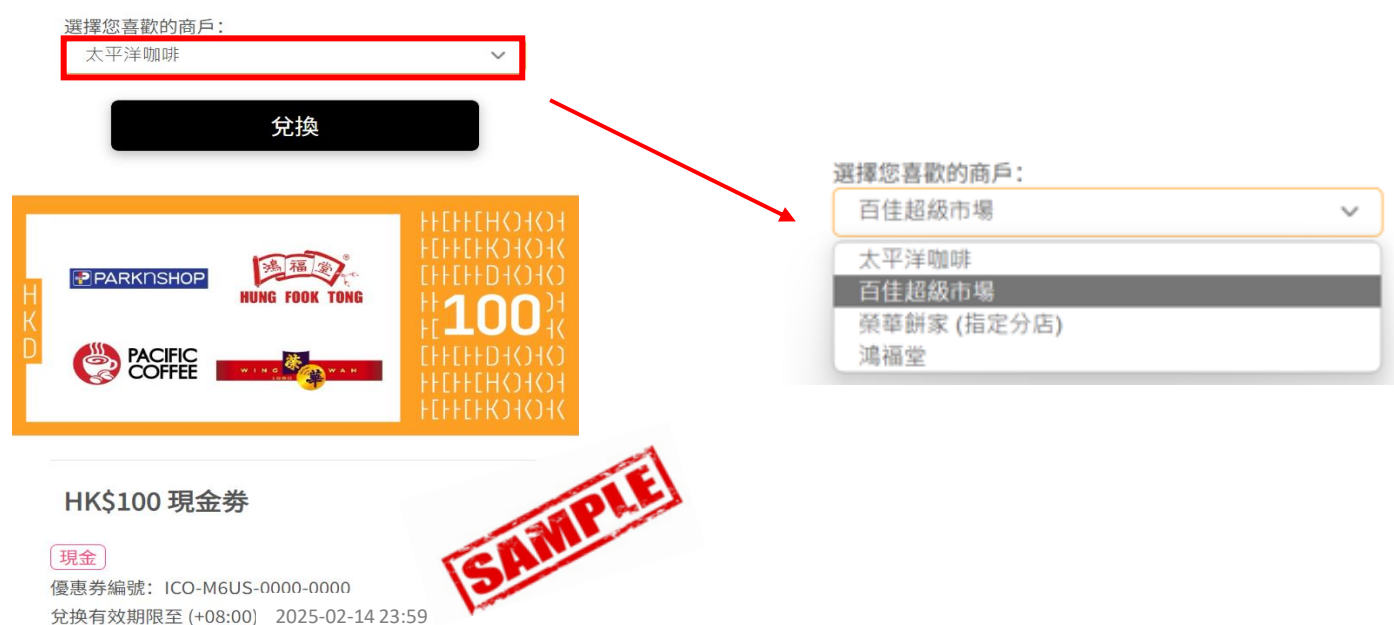 選擇您喜歡的商戶：
太平洋咖啡
兌換
HKD
PARKNSHOP
鴻福堂
HUNG FOOK TONG
PACIFIC
COFFEE
榮華
WING WAH
100
HK$100 現金券
現金
優惠券編號：ICO-M6US-0000-0000
兌換有效期限至 (+08:00) 2025-02-14 23:59
SAMPLE
選擇您喜歡的商戶：
百佳超級市場
太平洋咖啡
百佳超級市場
榮華餅家 (指定分店)
鴻福堂